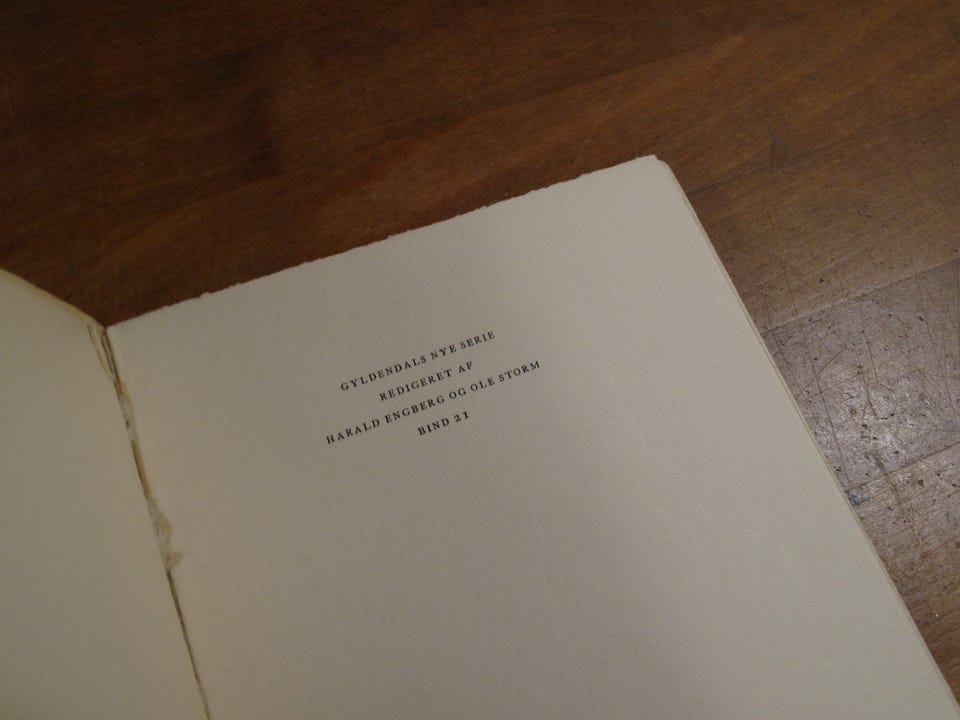 GYLDENDALS NYE SERIE
REDIGERET AF
HARALD ENGBERG OG OLE STORM
BIND 21